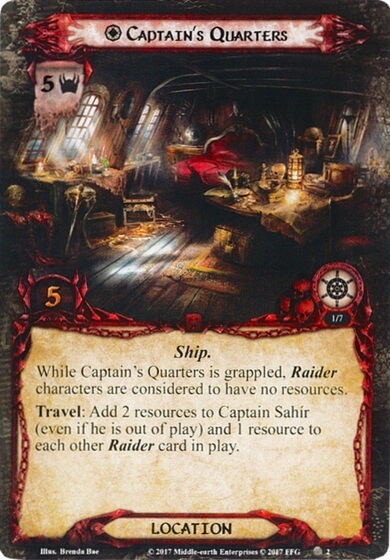 Captain's Quarters
5
5
1/7
Ship.
While Captain's Quarters is grappled, Raider
characters are considered to have no resources.
Travel: Add 2 resources to Captain Sahír
(even if he is out of play) and 1 resource to
each other Raider card in play.
LOCATION
Illus. Brenda Bae © 2017 Middle-earth Enterprises © 2017 FFG 2